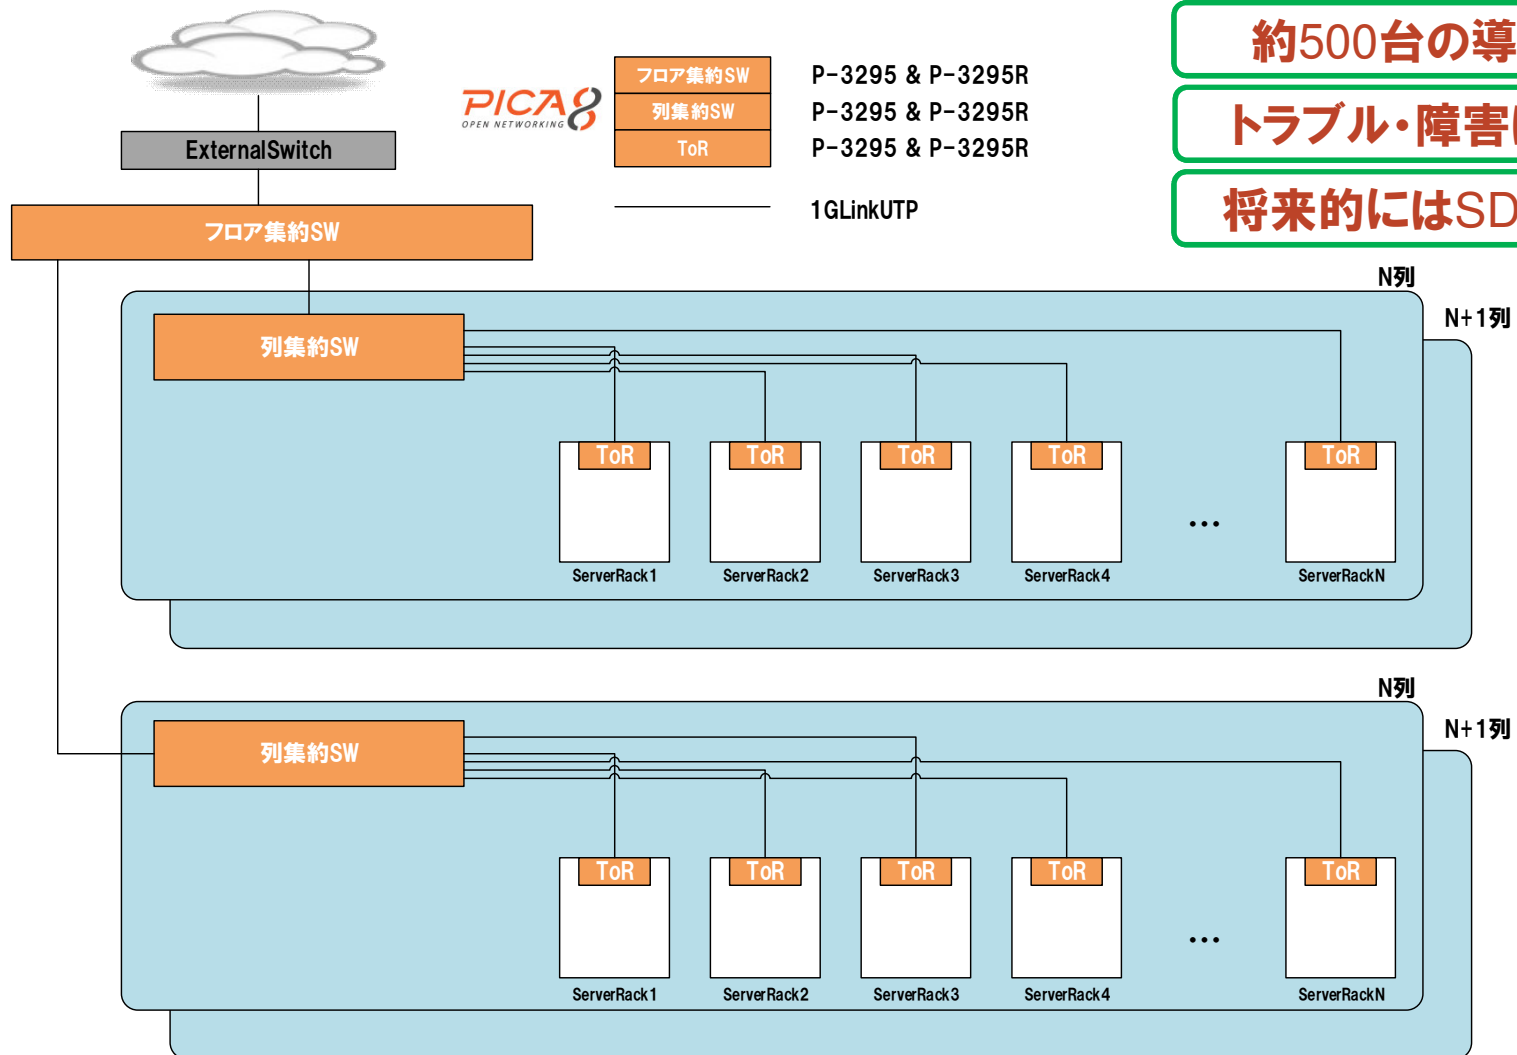 約500台の導
トラブル・障害
将来的にはSD
PICA8
OPEN NETWORKING
フロア集約SW P-3295 & P-3295R
列集約SW P-3295 & P-3295R
ToR P-3295 & P-3295R
1GLinkUTP
ExternalSwitch
フロア集約SW
N列
N+1列
列集約SW
ToR ToR ToR ToR ToR
...
ServerRack1 ServerRack2 ServerRack3 ServerRack4 ServerRackN
N列
N+1列
列集約SW
ToR ToR ToR ToR ToR
...
ServerRack1 ServerRack2 ServerRack3 ServerRack4 ServerRackN